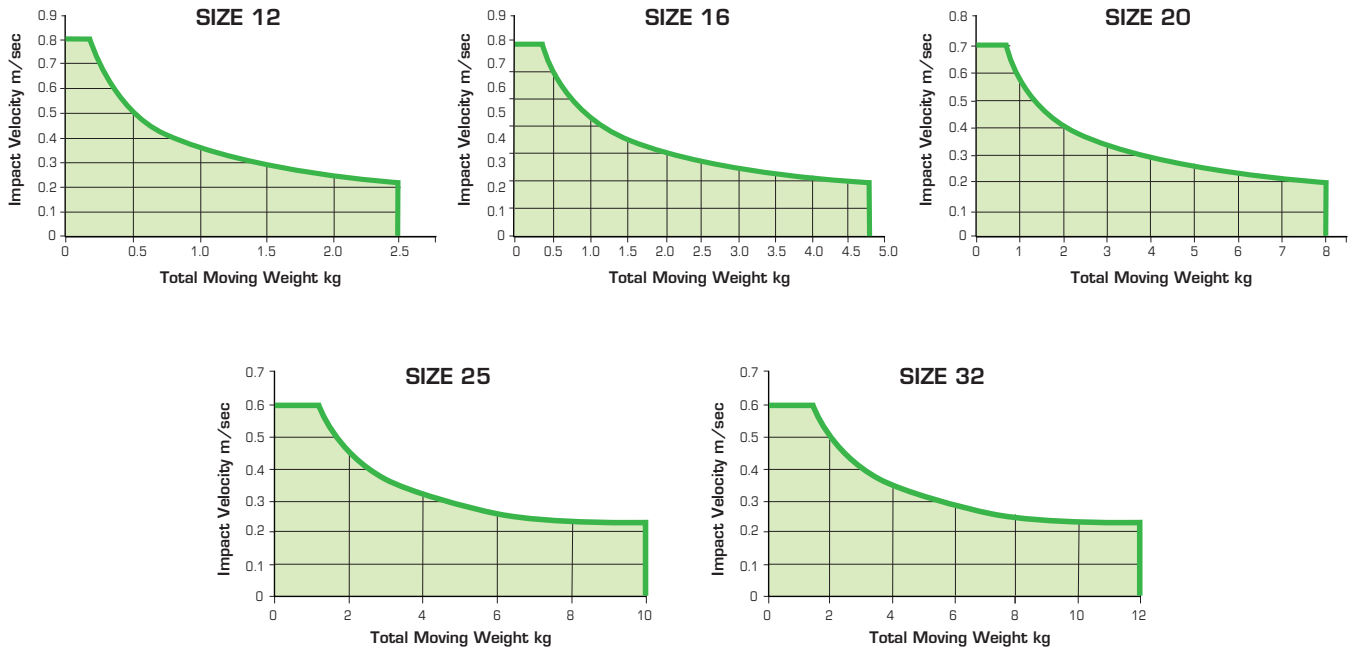 SIZE 12
Impact Velocity m/sec
0.9
0.8
0.7
0.6
0.5
0.4
0.3
0.2
0.1
0
0 0.5 1.0 1.5 2.0 2.5
Total Moving Weight kg
SIZE 16
Impact Velocity m/sec
0.9
0.8
0.7
0.6
0.5
0.4
0.3
0.2
0.1
0
0 0.5 1.0 1.5 2.0 2.5 3.0 3.5 4.0 4.5 5.0
Total Moving Weight kg
SIZE 20
Impact Velocity m/sec
0.8
0.7
0.6
0.5
0.4
0.3
0.2
0.1
0
0 1 2 3 4 5 6 7 8
Total Moving Weight kg
SIZE 25
Impact Velocity m/sec
0.7
0.6
0.5
0.4
0.3
0.2
0.1
0
0 2 4 6 8 10
Total Moving Weight kg
SIZE 32
Impact Velocity m/sec
0.7
0.6
0.5
0.4
0.3
0.2
0.1
0
0 2 4 6 8 10 12
Total Moving Weight kg